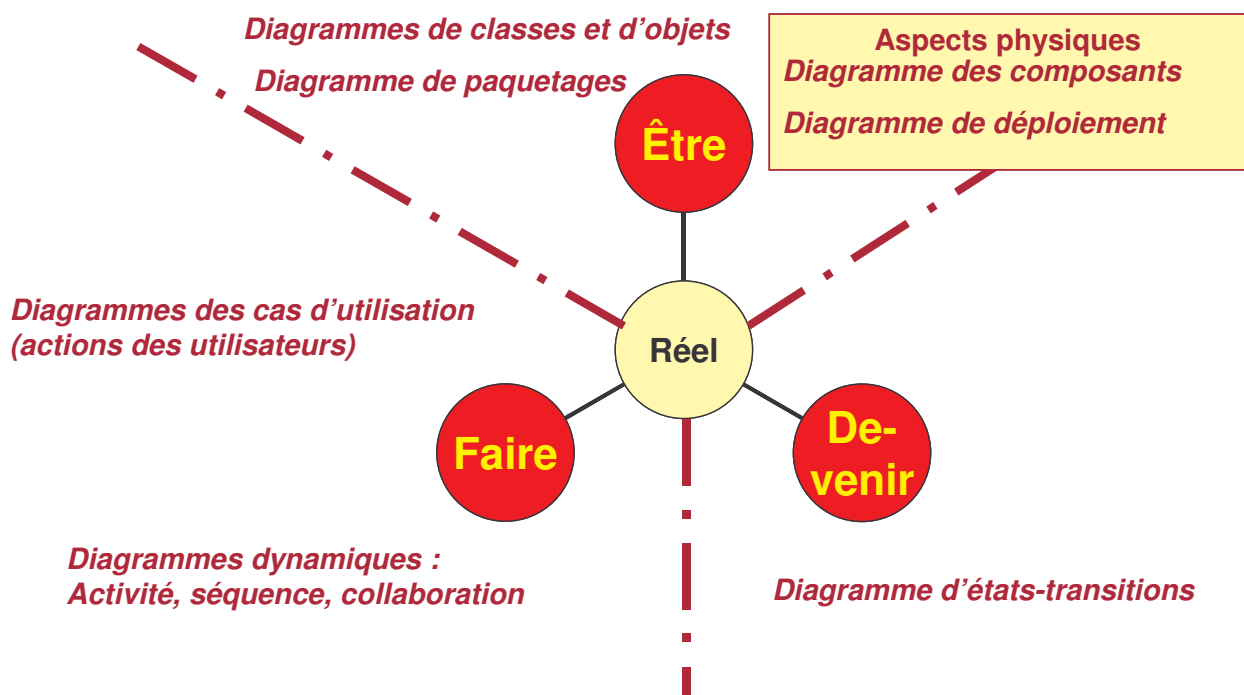 Diagrammes de classes et d’objets
Diagramme de paquetages
Aspects physiques
Diagramme des composants
Diagramme de déploiement
Être
Diagrammes des cas d’utilisation
(actions des utilisateurs)
Réel
Faire
De-
venir
Diagrammes dynamiques :
Activité, séquence, collaboration
Diagramme d’états-transitions